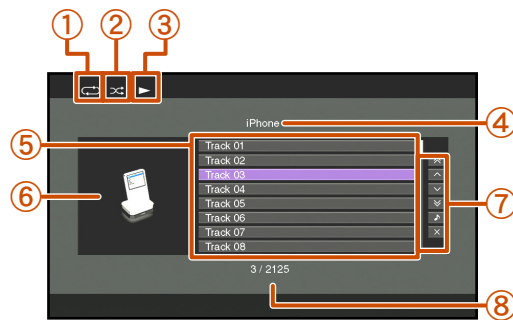 ① ② ③
iPhone ④
⑤ Track 01
Track 02
Track 03
Track 04
Track 05
⑥ Track 06
Track 07
Track 08
⑦
3 / 2125
⑧